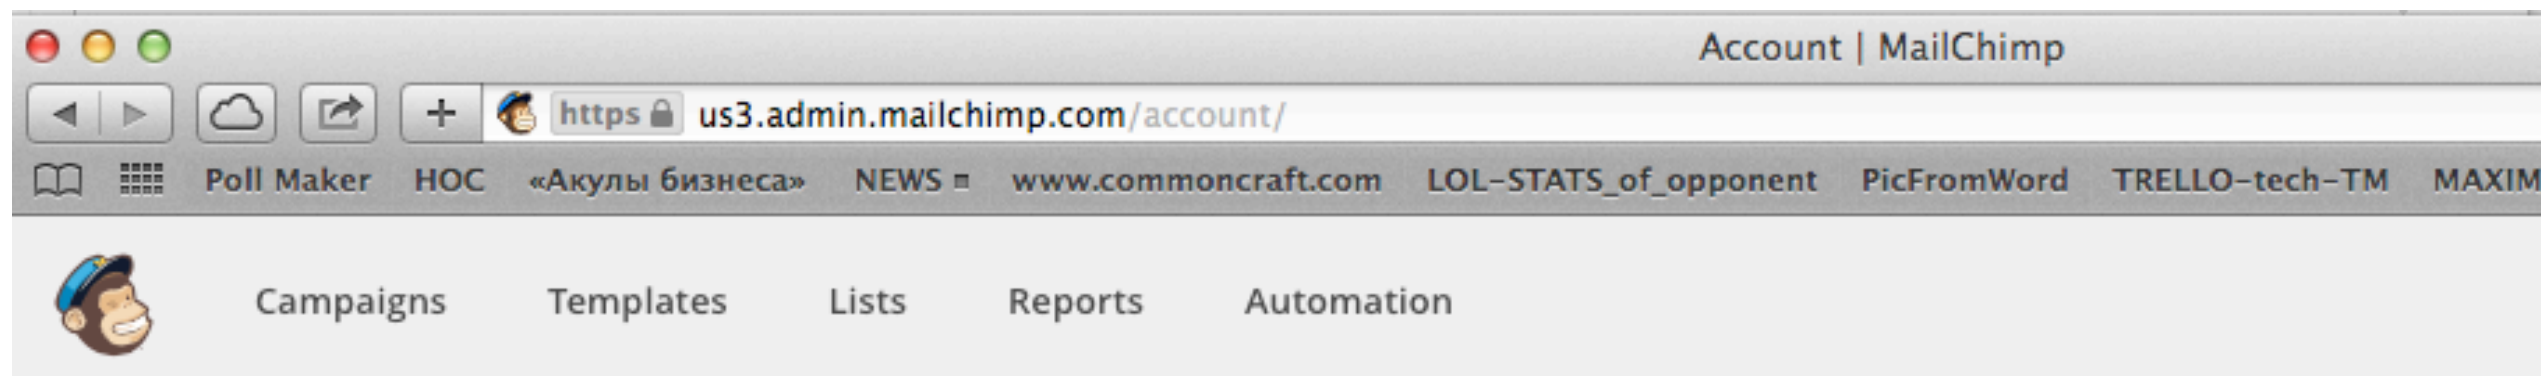 Account | MailChimp
https us3.admin.mailchimp.com/account/
Poll Maker HOC «Акулы бизнеса» NEWS www.commoncraft.com LOL-STATS_of_opponent PicFromWord TRELLO-tech-TM MAXIM
Campaigns Templates Lists Reports Automation